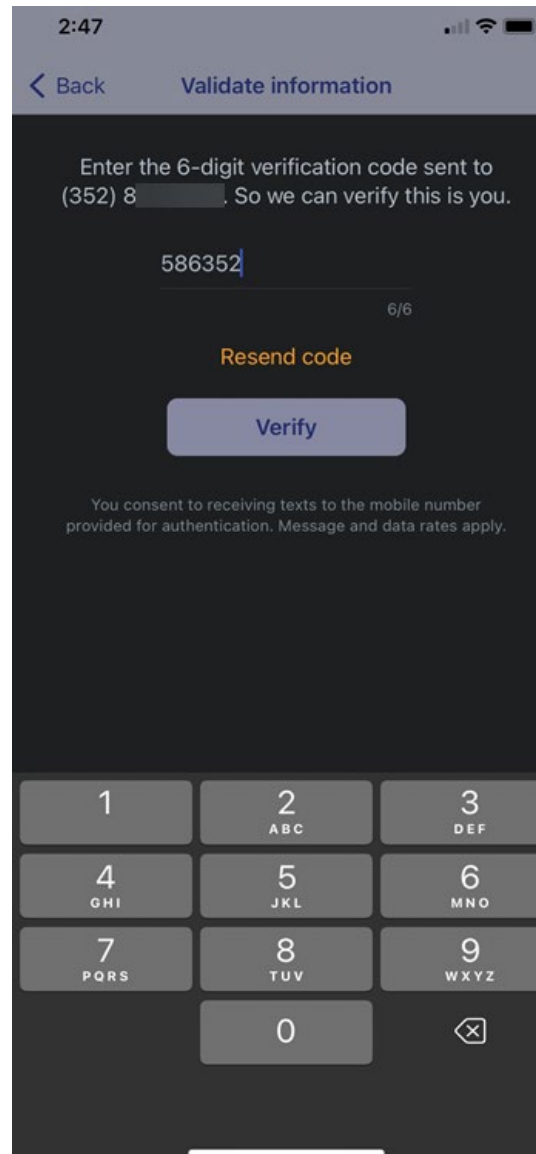 2:47
Back Validate information
Enter the 6-digit verification code sent to
(352) 8 . So we can verify this is you.
586352
6/6
Resend code
Verify
You consent to receiving texts to the mobile number
provided for authentication. Message and data rates apply.
1 2 3
ABC DEF
4 5 6
GHI JKL MNO
7 8 9
PQRS TUV WXYZ
0